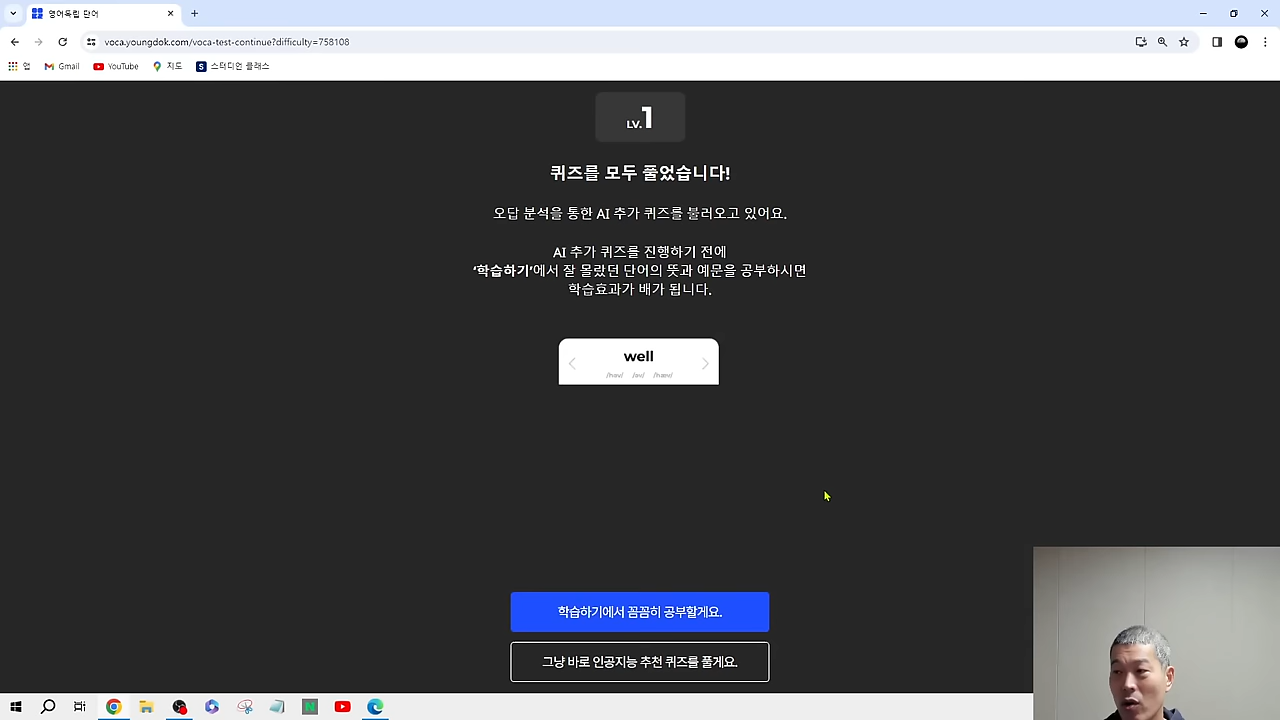 영어독립 단어
voca.youngdok.com/voca-test-continue?difficulty=758108
앱
Gmail
YouTube
지도
스터디언 클래스
LV.1
퀴즈를 모두 풀었습니다!
오답 분석을 통한 AI 추가 퀴즈를 불러오고 있어요.
AI 추가 퀴즈를 진행하기 전에
‘학습하기’에서 잘 몰랐던 단어의 뜻과 예문을 공부하시면
학습효과가 배가 됩니다.
well
/hæv/
학습하기에서 꼼꼼히 공부할게요.
그냥 바로 인공지능 추천 퀴즈를 풀게요.